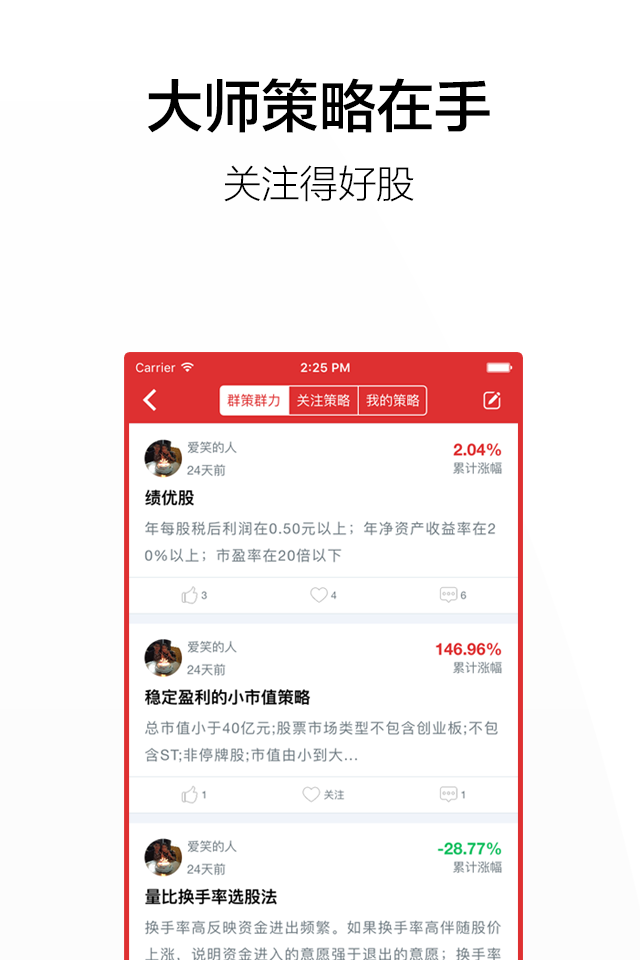 大师策略在手
关注得好股
Carrier 2:25 PM
群策群力 关注策略 我的策略
爱笑的人
2.04%
24天前
累计涨幅
绩优股
年每股税后利润在0.50元以上；年净资产收益率在2
0%以上；市盈率在20倍以下
3 4 6
爱笑的人
146.96%
24天前
累计涨幅
稳定盈利的小市值策略
总市值小于40亿元;股票市场类型不包含创业板;不包
含ST;非停牌股;市值由小到大...
1 关注 1
爱笑的人
-28.77%
24天前
累计涨幅
量比换手率选股法
换手率高反映资金进出频繁。如果换手率高伴随股价
上涨，说明资金进入的意愿强于退出的意愿；换手率